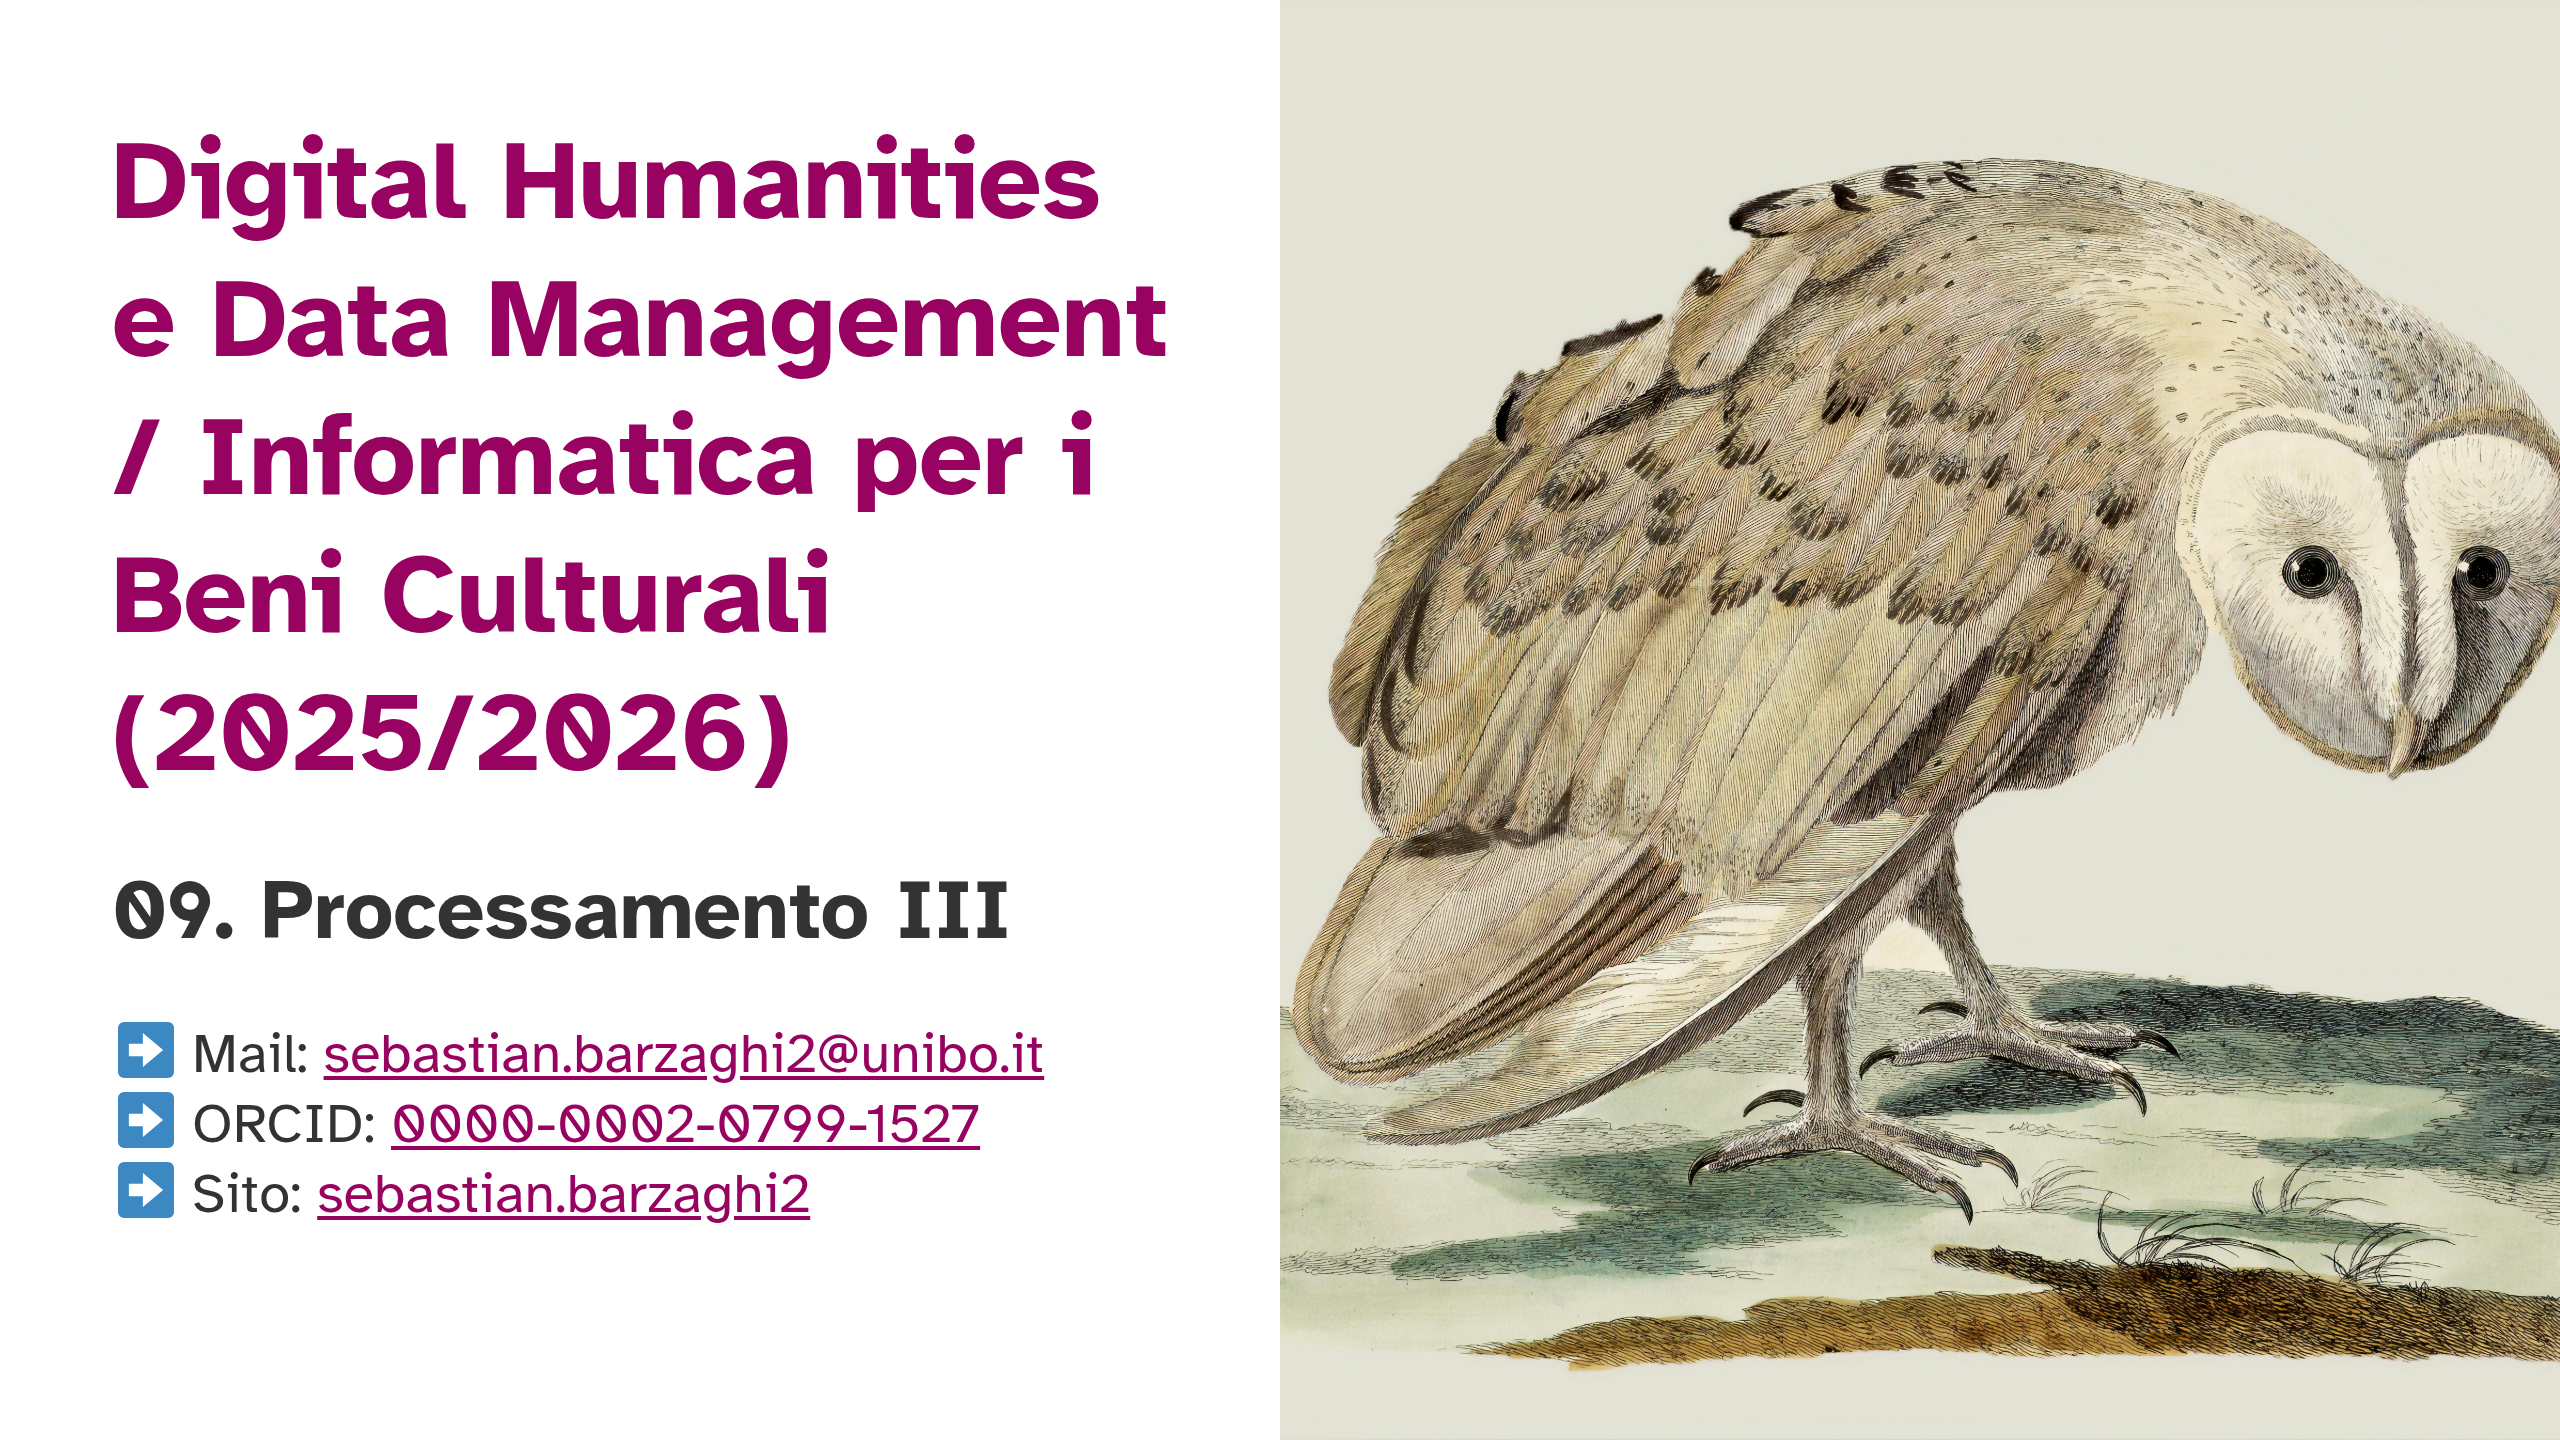 Digital Humanities
e Data Management
/ Informatica per i
Beni Culturali
(2025/2026)
09. Processamento III
➡️ Mail: sebastian.barzaghi2@unibo.it
➡️ ORCID: 0000-0002-0799-1527
➡️ Sito: sebastian.barzaghi2